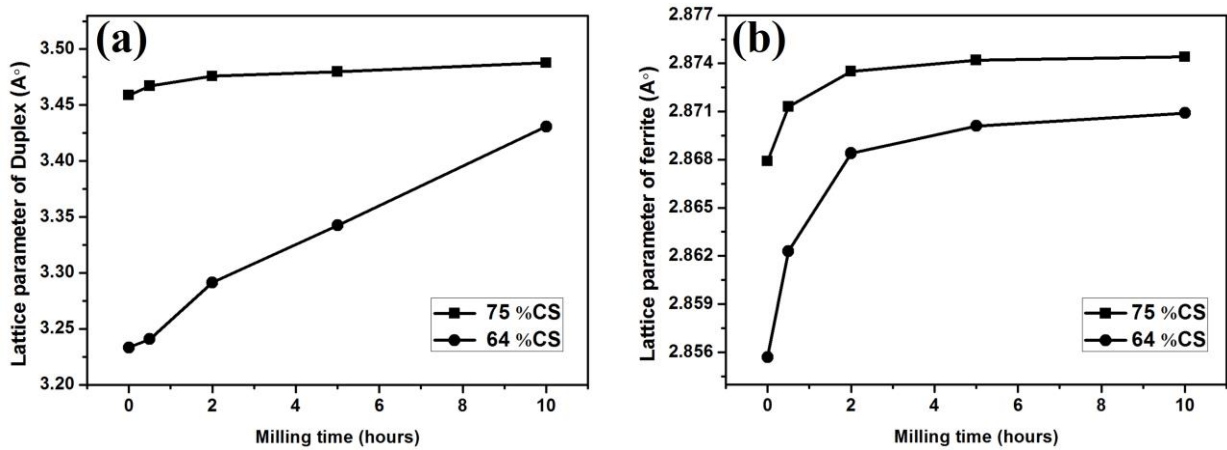 (a)
Lattice parameter of Duplex (A°)
3.50
3.45
3.40
3.35
3.30
3.25
3.20
75 %CS
64 %CS
0 2 4 6 8 10
Milling time (hours)
(b)
Lattice parameter of ferrite (A°)
2.877
2.874
2.871
2.868
2.865
2.862
2.859
2.856
75 %CS
64 %CS
0 2 4 6 8 10
Milling time (hours)